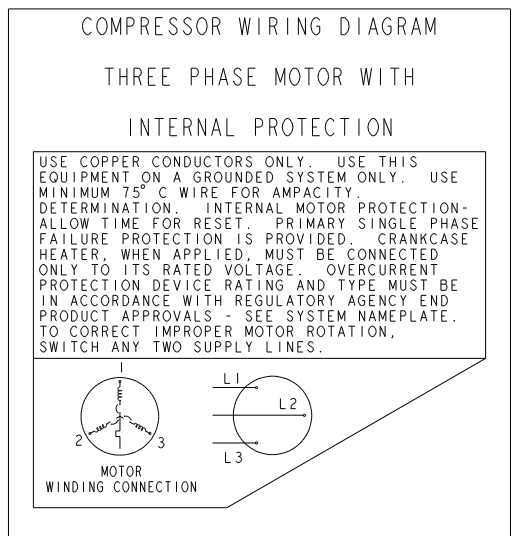 COMPRESSOR WIRING DIAGRAM
THREE PHASE MOTOR WITH
INTERNAL PROTECTION
USE COPPER CONDUCTORS ONLY. USE THIS
EQUIPMENT ON A GROUNDED SYSTEM ONLY. USE
MINIMUM 75° C WIRE FOR AMPACITY.
DETERMINATION. INTERNAL MOTOR PROTECTION-
ALLOW TIME FOR RESET. PRIMARY SINGLE PHASE
FAILURE PROTECTION IS PROVIDED. CRANKCASE
HEATER, WHEN APPLIED, MUST BE CONNECTED
ONLY TO ITS RATED VOLTAGE. OVERCURRENT
PROTECTION DEVICE RATING AND TYPE MUST BE
IN ACCORDANCE WITH REGULATORY AGENCY END
PRODUCT APPROVALS - SEE SYSTEM NAMEPLATE.
TO CORRECT IMPROPER MOTOR ROTATION,
SWITCH ANY TWO SUPPLY LINES.
1
2
3
MOTOR
WINDING CONNECTION
L1
L2
L3